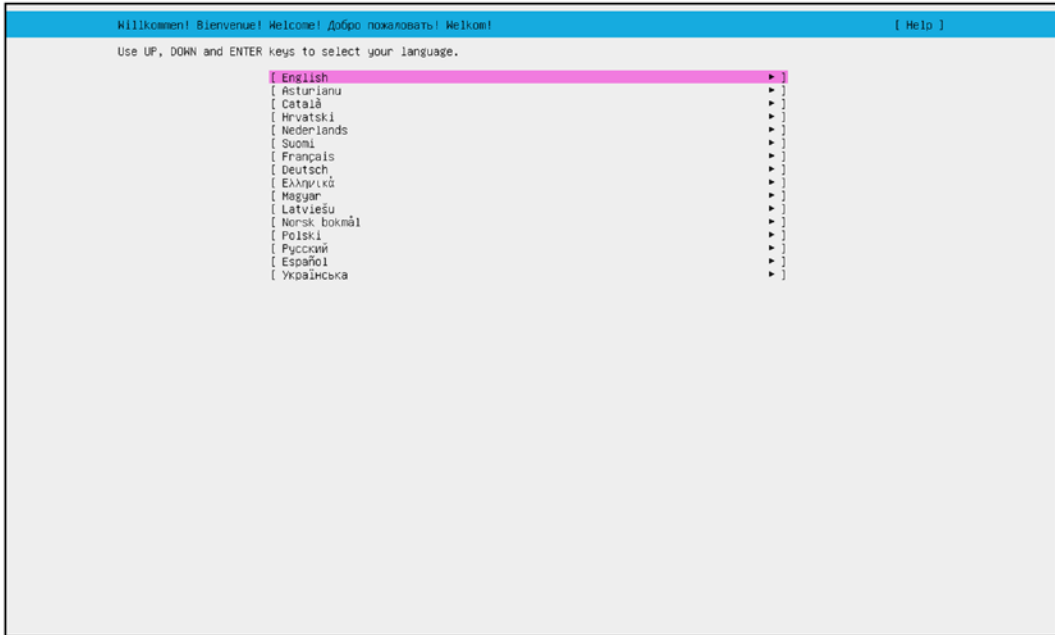 Willkommen! Bienvenue! Welcome! Добро пожаловать! Welkom! [ Help ]
Use UP, DOWN and ENTER keys to select your language.
[ English ▸ ]
[ Asturianu ▸ ]
[ Català ▸ ]
[ Hrvatski ▸ ]
[ Nederlands ▸ ]
[ Suomi ▸ ]
[ Français ▸ ]
[ Deutsch ▸ ]
[ Ελληνικά ▸ ]
[ Magyar ▸ ]
[ Latviešu ▸ ]
[ Norsk bokmål ▸ ]
[ Polski ▸ ]
[ Русский ▸ ]
[ Español ▸ ]
[ Українська ▸ ]